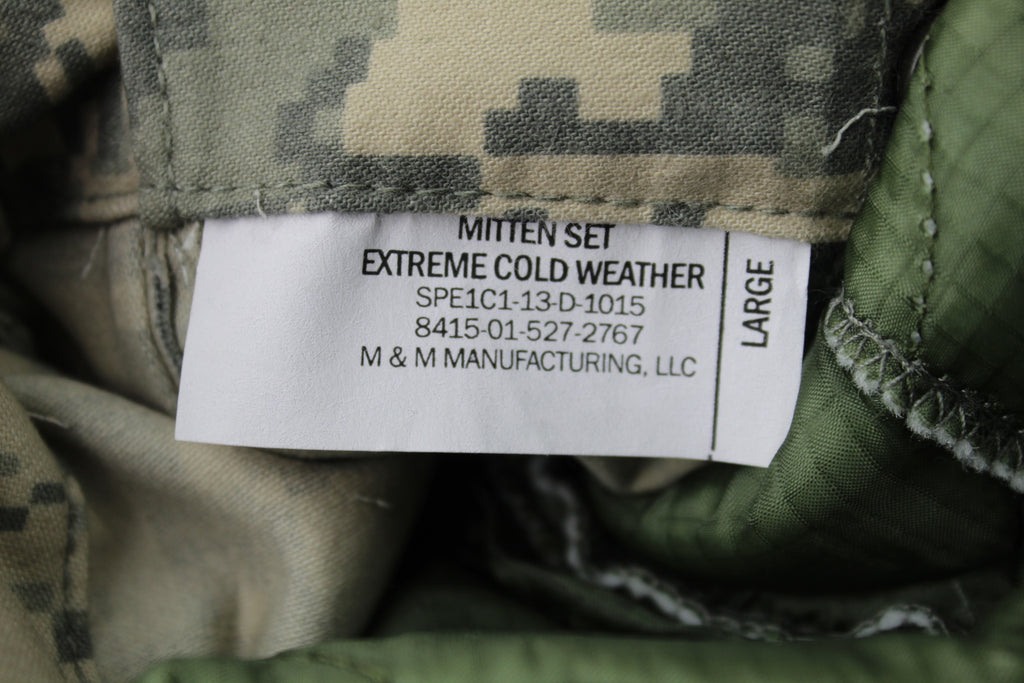 MITTEN SET
EXTREME COLD WEATHER
SPE1C1-13-D-1015
8415-01-527-2767
M & M MANUFACTURING, LLC
LARGE